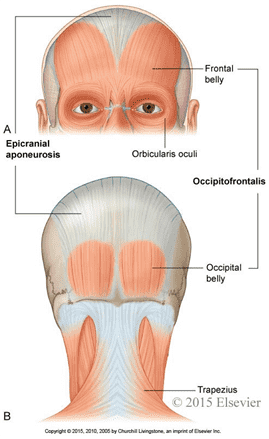 Frontal
belly
A
Orbicularis oculi
Epicranial
aponeurosis
Occipitofrontalis
Occipital
belly
Trapezius
© 2015 Elsevier
B
Copyright © 2015, 2010, 2005 by Churchill Livingstone, an imprint of Elsevier Inc.